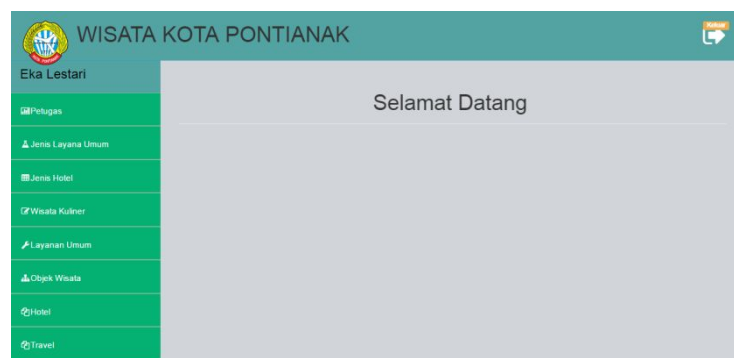 WISATA KOTA PONTIANAK
Keluar
Eka Lestari
Selamat Datang
Petugas
Jenis Layana Umum
Jenis Hotel
Wisata Kuliner
Layanan Umum
Objek Wisata
Hotel
Travel